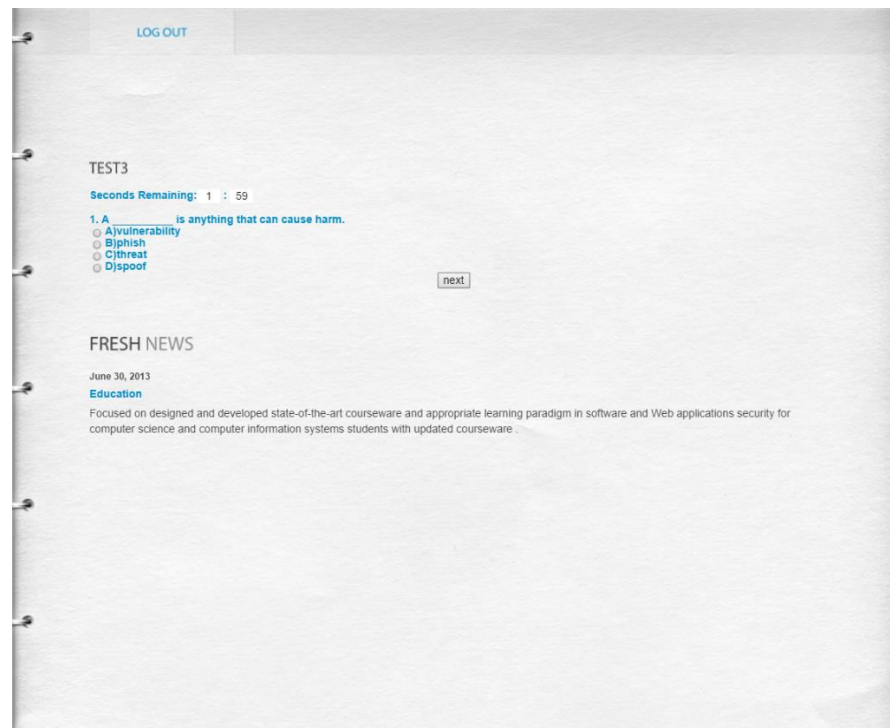 LOG OUT
TEST3
Seconds Remaining: 1 : 59
1. A __________ is anything that can cause harm.
A)vulnerability
B)phish
C)threat
D)spoof
next
FRESH NEWS
June 30, 2013
Education
Focused on designed and developed state-of-the-art courseware and appropriate learning paradigm in software and Web applications security for
computer science and computer information systems students with updated courseware .